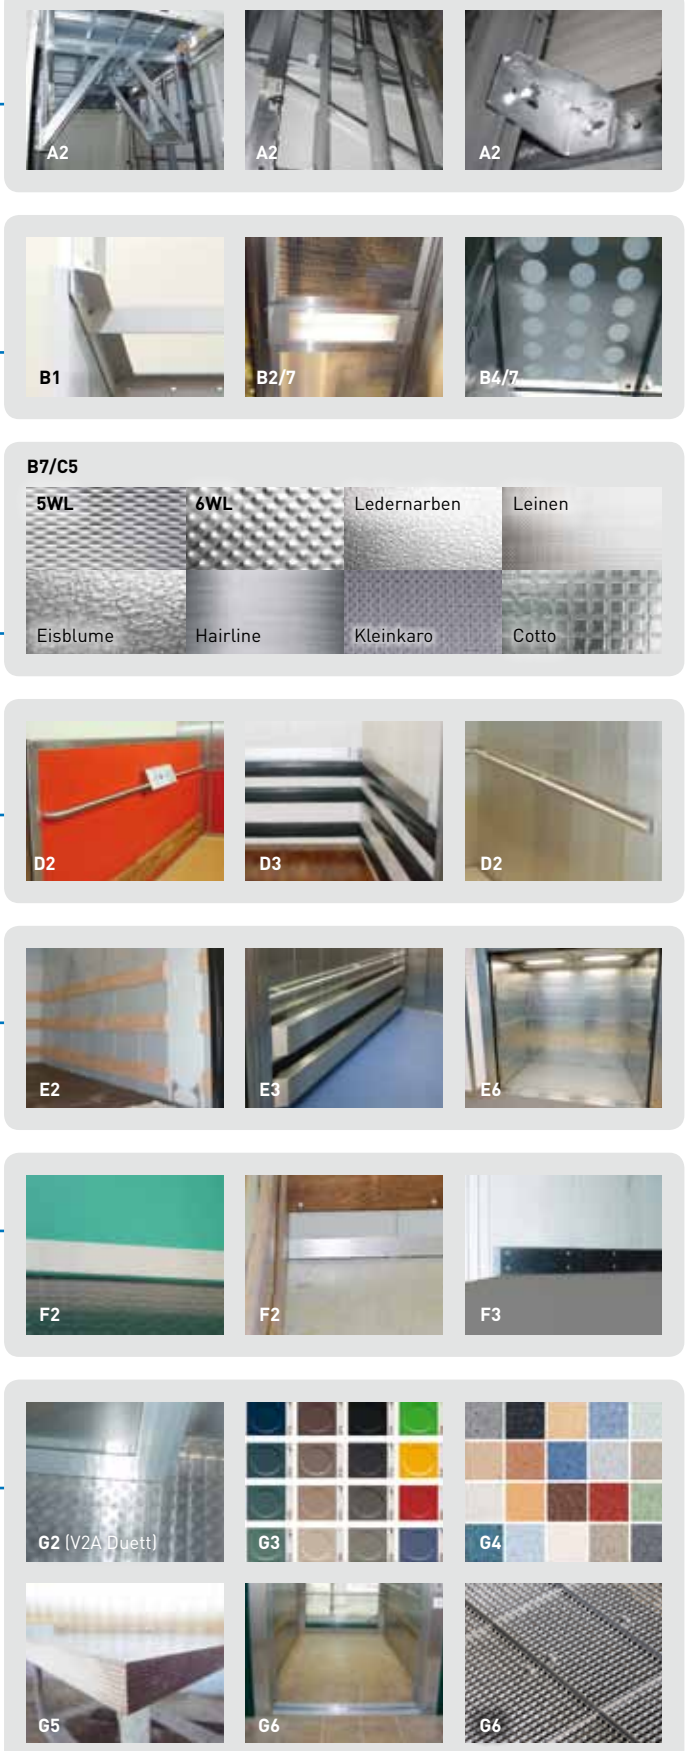 A2 A2 A2
B1 B2/7 B4/7
B7/C5
5WL 6WL Ledernarben Leinen
Eisblume Hairline Kleinkaro Cotto
D2 D3 D2
E2 E3 E6
F2 F2 F3
G2 (V2A Duett) G3 G4
G5 G6 G6